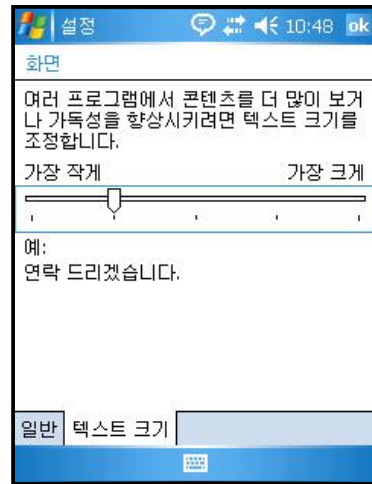 설정 10:48 ok
화면
여러 프로그램에서 콘텐츠를 더 많이 보거
나 가독성을 향상시키려면 텍스트 크기를
조정합니다.
가장 작게 가장 크게
예:
연락 드리겠습니다.
일반 텍스트 크기